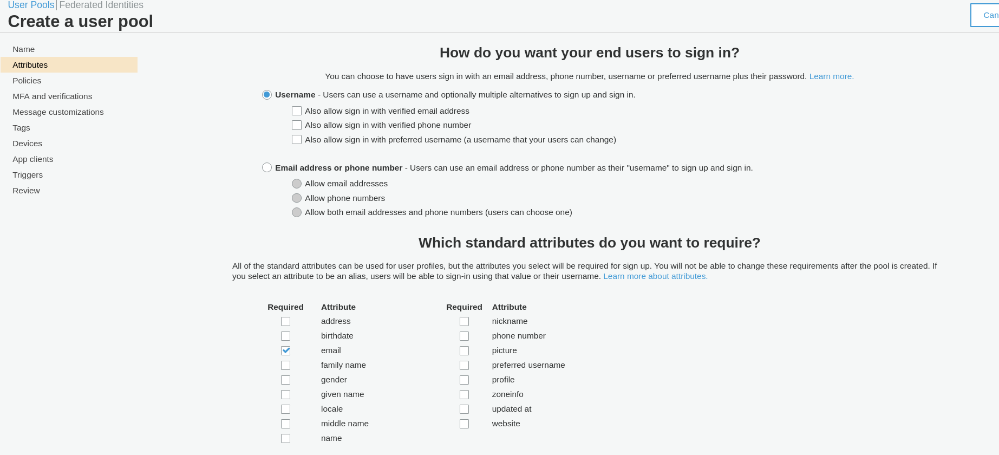 User Pools Federated Identities
Create a user pool
Can
Name
Attributes
Policies
MFA and verifications
Message customizations
Tags
Devices
App clients
Triggers
Review
How do you want your end users to sign in?
You can choose to have users sign in with an email address, phone number, username or preferred username plus their password. Learn more.
Username - Users can use a username and optionally multiple alternatives to sign up and sign in.
Also allow sign in with verified email address
Also allow sign in with verified phone number
Also allow sign in with preferred username (a username that your users can change)
Email address or phone number - Users can use an email address or phone number as their "username" to sign up and sign in.
Allow email addresses
Allow phone numbers
Allow both email addresses and phone numbers (users can choose one)
Which standard attributes do you want to require?
All of the standard attributes can be used for user profiles, but the attributes you select will be required for sign up. You will not be able to change these requirements after the pool is created. If
you select an attribute to be an alias, users will be able to sign-in using that value or their username. Learn more about attributes.
Required Attribute Required Attribute
address nickname
birthdate phone number
email picture
family name preferred username
gender profile
given name zoneinfo
locale updated at
middle name website
name